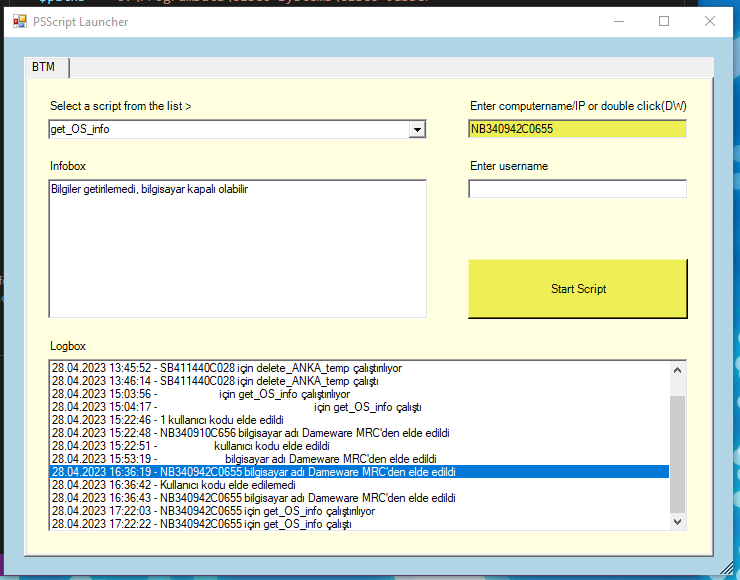 PSScript Launcher
BTM
Select a script from the list >
Enter computername/IP or double click(DW)
get_OS_info
NB340942C0655
Infobox
Enter username
Bilgiler getirilemedi, bilgisayar kapalı olabilir
Start Script
Logbox
28.04.2023 13:45:52 - SB411440C028 için delete_ANKA_temp çalıştırılıyor
28.04.2023 13:46:14 - SB411440C028 için delete_ANKA_temp çalıştı
28.04.2023 15:03:56 - için get_OS_info çalıştırılıyor
28.04.2023 15:04:17 - için get_OS_info çalıştı
28.04.2023 15:22:46 - 1 kullanıcı kodu elde edildi
28.04.2023 15:22:48 - NB340910C656 bilgisayar adı Dameware MRC'den elde edildi
28.04.2023 15:22:51 - kullanıcı kodu elde edildi
28.04.2023 15:53:19 - bilgisayar adı Dameware MRC'den elde edildi
28.04.2023 16:36:19 - NB340942C0655 bilgisayar adı Dameware MRC'den elde edildi
28.04.2023 16:36:42 - Kullanıcı kodu elde edilemedi
28.04.2023 16:36:43 - NB340942C0655 bilgisayar adı Dameware MRC'den elde edildi
28.04.2023 17:22:03 - NB340942C0655 için get_OS_info çalıştırılıyor
28.04.2023 17:22:22 - NB340942C0655 için get_OS_info çalıştı